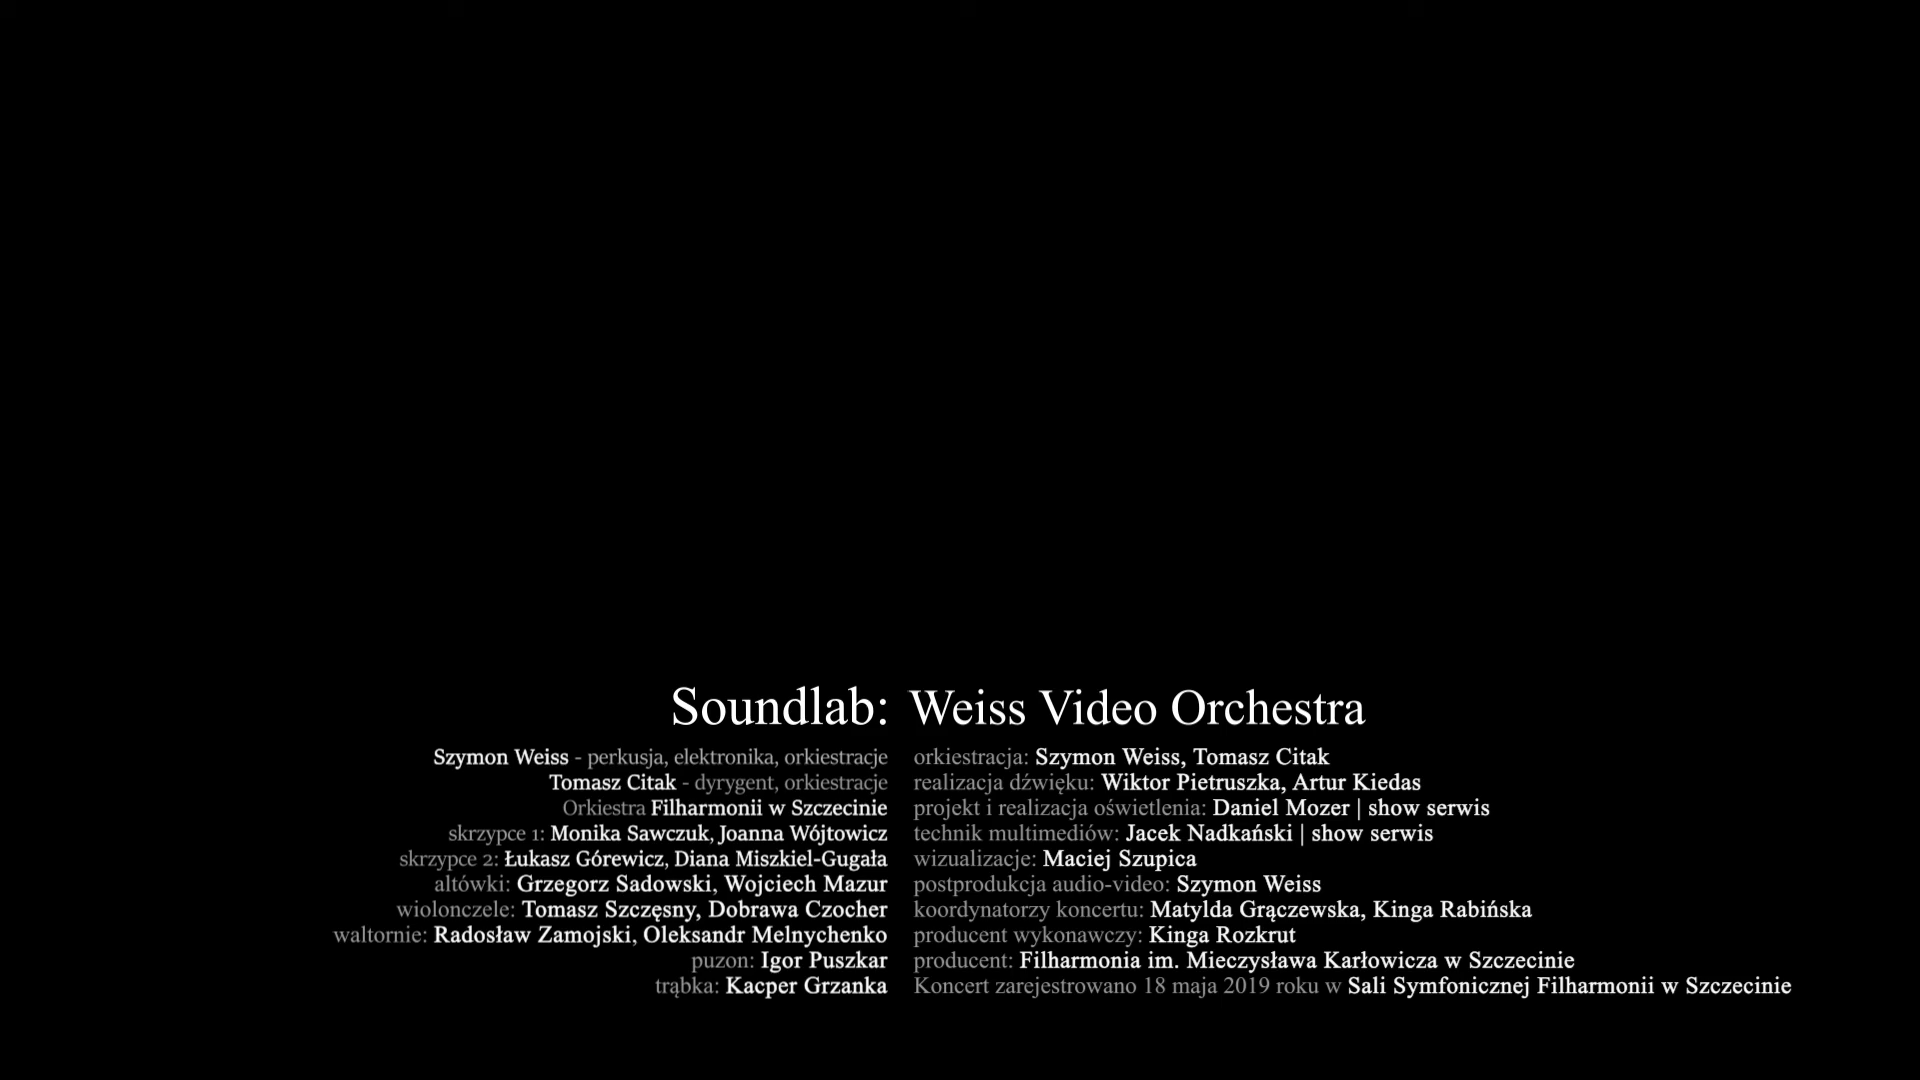 Soundlab: Weiss Video Orchestra
Szymon Weiss - perkusja, elektronika, orkiestracje
Tomasz Citak - dyrygent, orkiestracje
Orkiestra Filharmonii w Szczecinie
skrzypce 1: Monika Sawczuk, Joanna Wójtowicz
skrzypce 2: Łukasz Górewicz, Diana Miszkiel-Gugała
altówki: Grzegorz Sadowski, Wojciech Mazur
wiolonczele: Tomasz Szczęsny, Dobrawa Czocher
waltornie: Radosław Zamojski, Oleksandr Melnychenko
puzon: Igor Puszkar
trąbka: Kacper Grzanka
orkiestracja: Szymon Weiss, Tomasz Citak
realizacja dźwięku: Wiktor Pietruszka, Artur Kiedas
projekt i realizacja oświetlenia: Daniel Mozer | show serwis
technik multimediów: Jacek Nadkański | show serwis
wizualizacje: Maciej Szupica
postprodukcja audio-video: Szymon Weiss
koordynatorzy koncertu: Matylda Grączewska, Kinga Rabińska
producent wykonawczy: Kinga Rozkrut
producent: Filharmonia im. Mieczysława Karłowicza w Szczecinie
Koncert zarejestrowano 18 maja 2019 roku w Sali Symfonicznej Filharmonii w Szczecinie